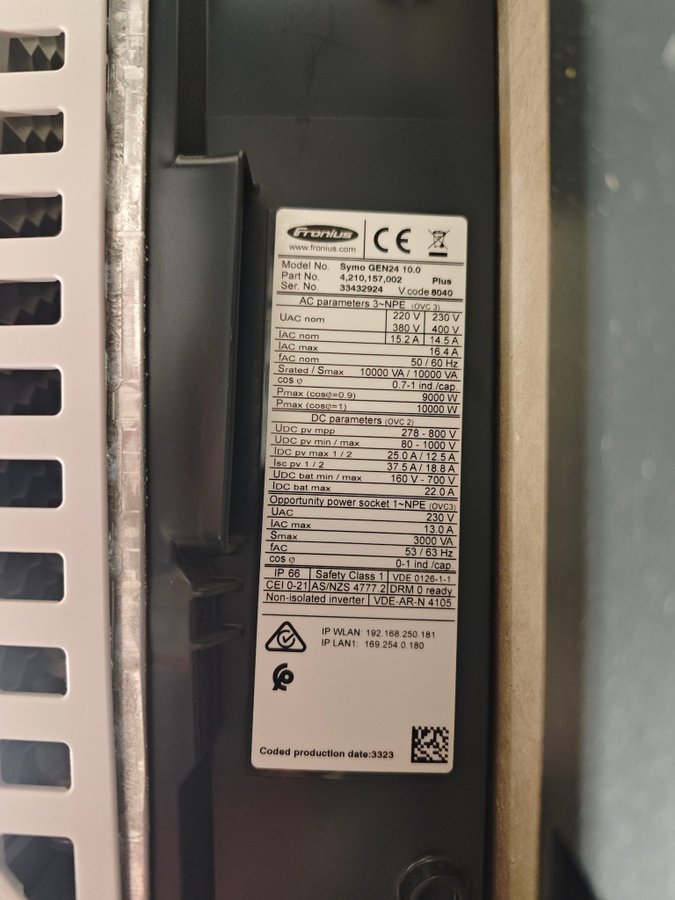 Fronius
CE
www.fronius.com
Model No. Symo GEN24 10.0
Part No. 4,210,157,002 Plus
Ser. No. 33432924 V.code 8040
AC parameters 3~NPE (OVC 3)
UAC nom 220 V 230 V
380 V 400 V
IAC nom 15.2 A 14.5 A
IAC max 16.4 A
fAC nom 50 / 60 Hz
Srated / Smax 10000 VA / 10000 VA
cos φ 0.7-1 ind./cap.
Pmax (cosφ=0.9) 9000 W
Pmax (cosφ=1) 10000 W
DC parameters (OVC 2)
UDC pv mpp 278 - 800 V
UDC pv min / max 80 - 1000 V
IDC pv max 1 / 2 25.0 A / 12.5 A
Isc pv 1 / 2 37.5 A / 18.8 A
UDC bat min / max 160 V - 700 V
IDC bat max 22.0 A
Opportunity power socket 1~NPE (OVC3)
UAC 230 V
IAC max 13.0 A
Smax 3000 VA
fAC 53 / 63 Hz
cos φ 0-1 ind./cap.
IP 66 Safety Class 1 VDE 0126-1-1
CEI 0-21 AS/NZS 4777.2 DRM 0 ready
Non-isolated inverter VDE-AR-N 4105
IP WLAN: 192.168.250.181
IP LAN1: 169.254.0.180
Coded production date:3323